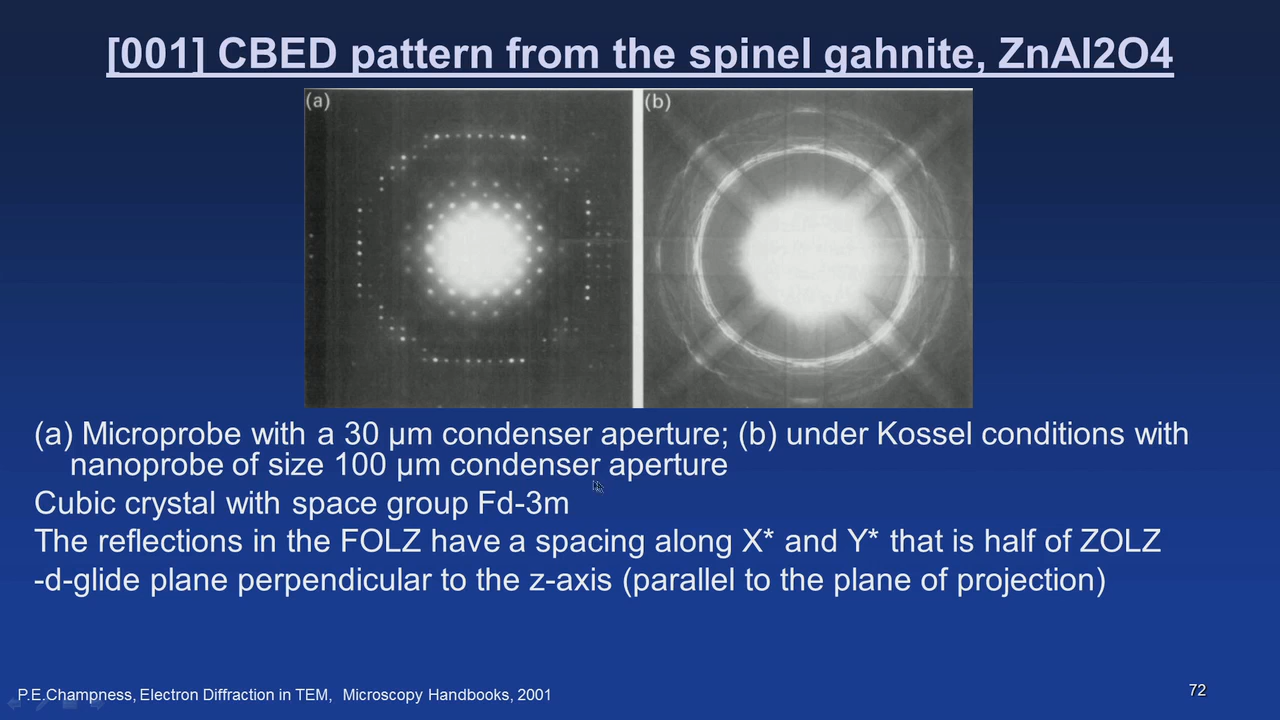 [001] CBED pattern from the spinel gahnite, ZnAl2O4
(a)
(b)
(a) Microprobe with a 30 μm condenser aperture; (b) under Kossel conditions with
nanoprobe of size 100 μm condenser aperture
Cubic crystal with space group Fd-3m
The reflections in the FOLZ have a spacing along X* and Y* that is half of ZOLZ
-d-glide plane perpendicular to the z-axis (parallel to the plane of projection)
P.E.Champness, Electron Diffraction in TEM, Microscopy Handbooks, 2001
72